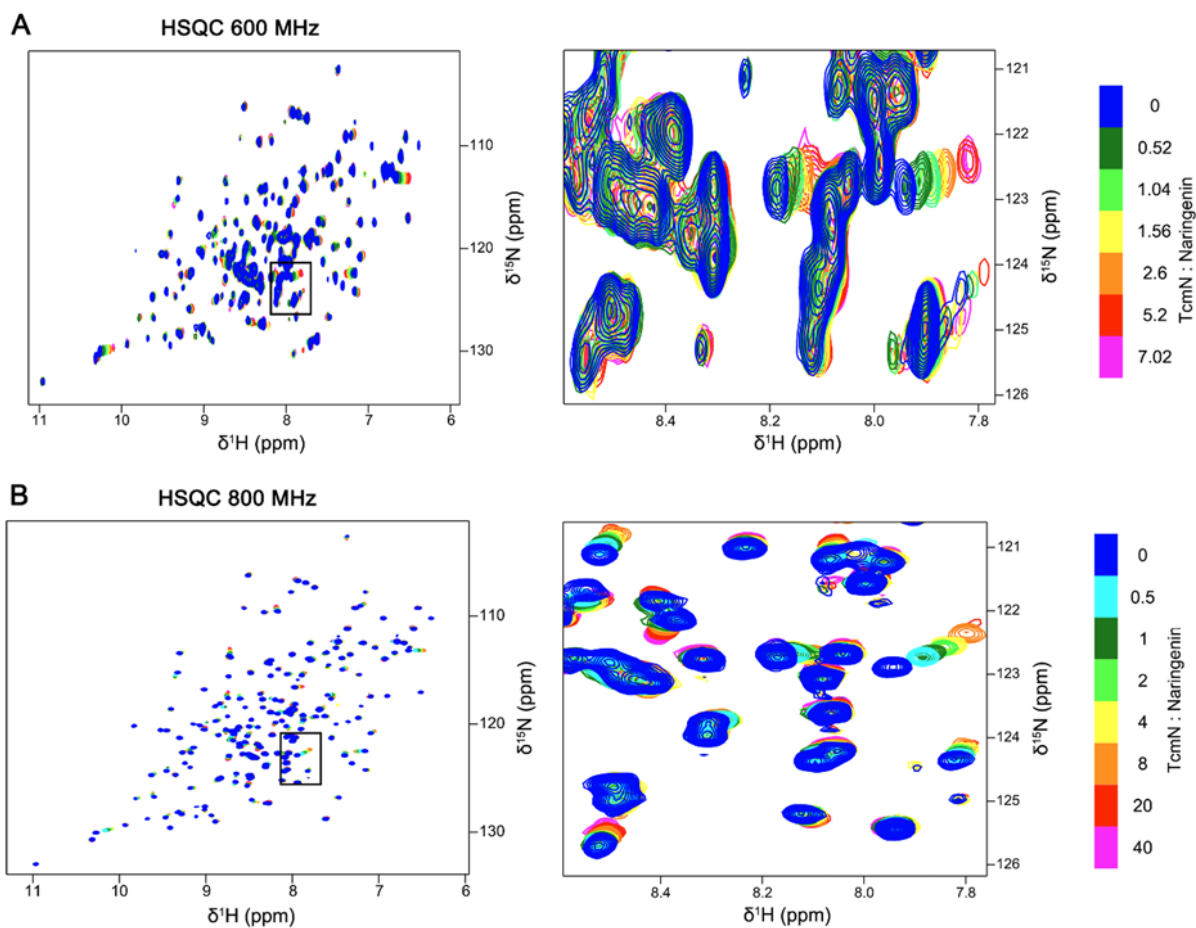 A
HSQC 600 MHz
110
120
130
δ¹⁵N (ppm)
11 10 9 8 7 6
δ¹H (ppm)
121
122
123
124
125
126
δ¹⁵N (ppm)
8.4 8.2 8.0 7.8
δ¹H (ppm)
0
0.52
1.04
1.56
2.6
5.2
7.02
TcmN : Naringenin
B
HSQC 800 MHz
110
120
130
δ¹⁵N (ppm)
11 10 9 8 7 6
δ¹H (ppm)
121
122
123
124
125
126
δ¹⁵N (ppm)
8.4 8.2 8.0 7.8
δ¹H (ppm)
0
0.5
1
2
4
8
20
40
TcmN : Naringenin